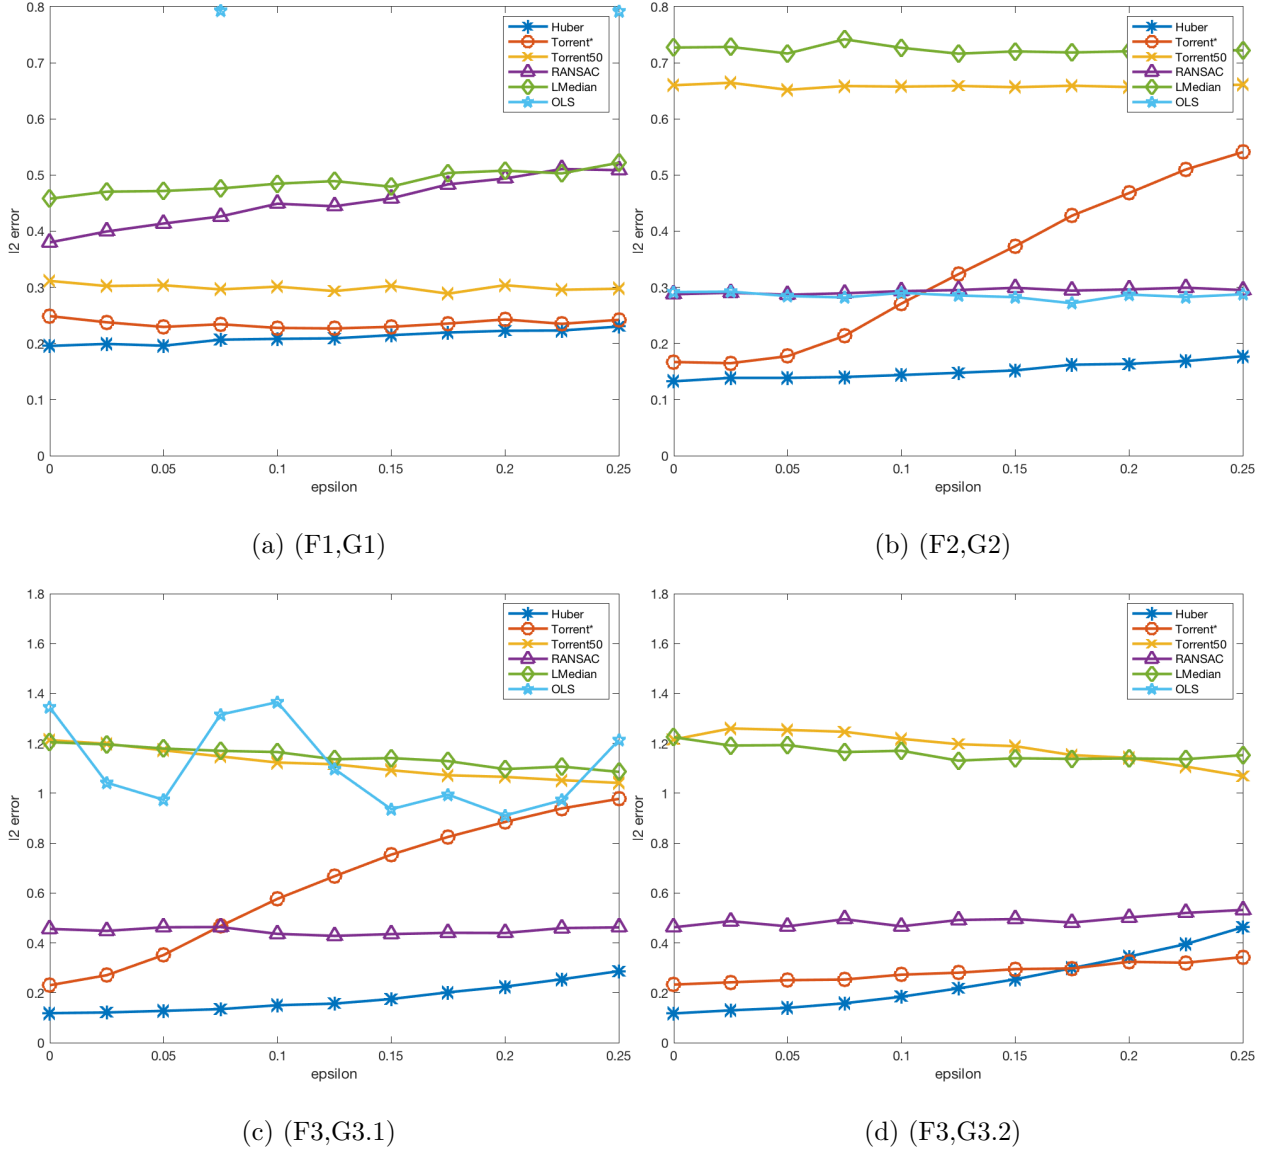 0.8
0.7
0.6
0.5
0.4
0.3
0.2
0.1
0
l2 error
0 0.05 0.1 0.15 0.2 0.25
epsilon
Huber
Torrent*
Torrent50
RANSAC
LMedian
OLS
(a) (F1,G1)
0.8
0.7
0.6
0.5
0.4
0.3
0.2
0.1
0
l2 error
0 0.05 0.1 0.15 0.2 0.25
epsilon
Huber
Torrent*
Torrent50
RANSAC
LMedian
OLS
(b) (F2,G2)
1.8
1.6
1.4
1.2
1
0.8
0.6
0.4
0.2
0
l2 error
0 0.05 0.1 0.15 0.2 0.25
epsilon
Huber
Torrent*
Torrent50
RANSAC
LMedian
OLS
(c) (F3,G3.1)
1.8
1.6
1.4
1.2
1
0.8
0.6
0.4
0.2
0
l2 error
0 0.05 0.1 0.15 0.2 0.25
epsilon
Huber
Torrent*
Torrent50
RANSAC
LMedian
OLS
(d) (F3,G3.2)